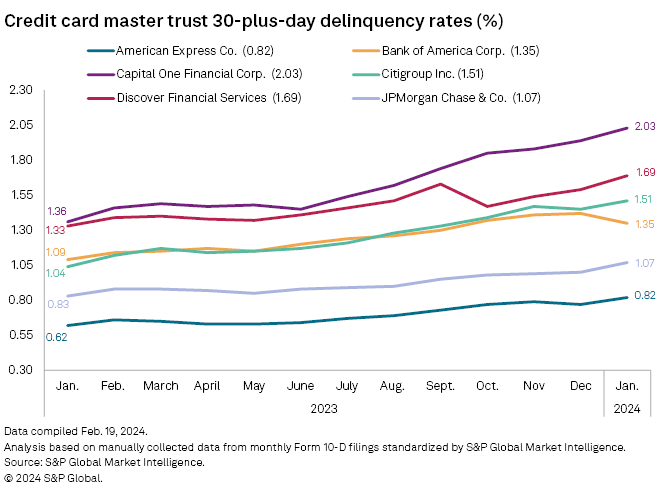 Credit card master trust 30-plus-day delinquency rates (%)
American Express Co. (0.82)
Bank of America Corp. (1.35)
Capital One Financial Corp. (2.03)
Citigroup Inc. (1.51)
Discover Financial Services (1.69)
JPMorgan Chase & Co. (1.07)
2.30
2.05
1.80
1.55
1.30
1.05
0.80
0.55
0.30
1.36
1.33
1.09
1.04
0.83
0.62
2.03
1.69
1.51
1.35
1.07
0.82
Jan. Feb. March April May June July Aug. Sept. Oct. Nov Dec Jan.
2023 2024
Data compiled Feb. 19, 2024.
Analysis based on manually collected data from monthly Form 10-D filings standardized by S&P Global Market Intelligence.
Source: S&P Global Market Intelligence.
© 2024 S&P Global.